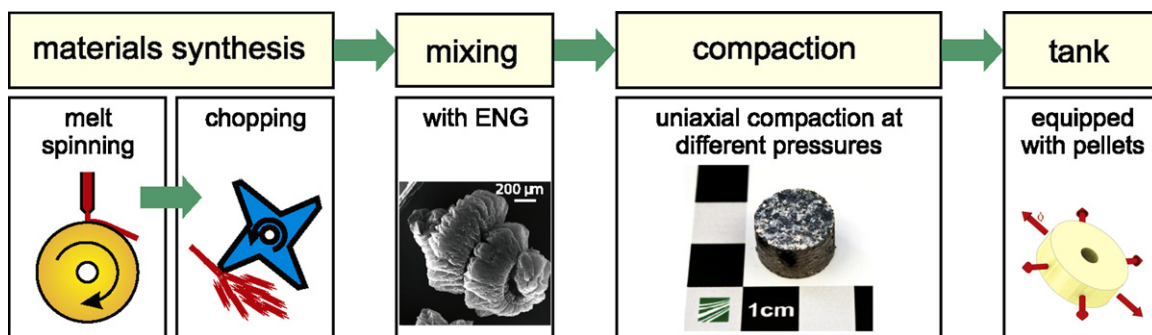 materials synthesis
mixing
compaction
tank
melt
spinning
chopping
with ENG
200 µm
uniaxial compaction at
different pressures
1cm
equipped
with pellets
Q̇